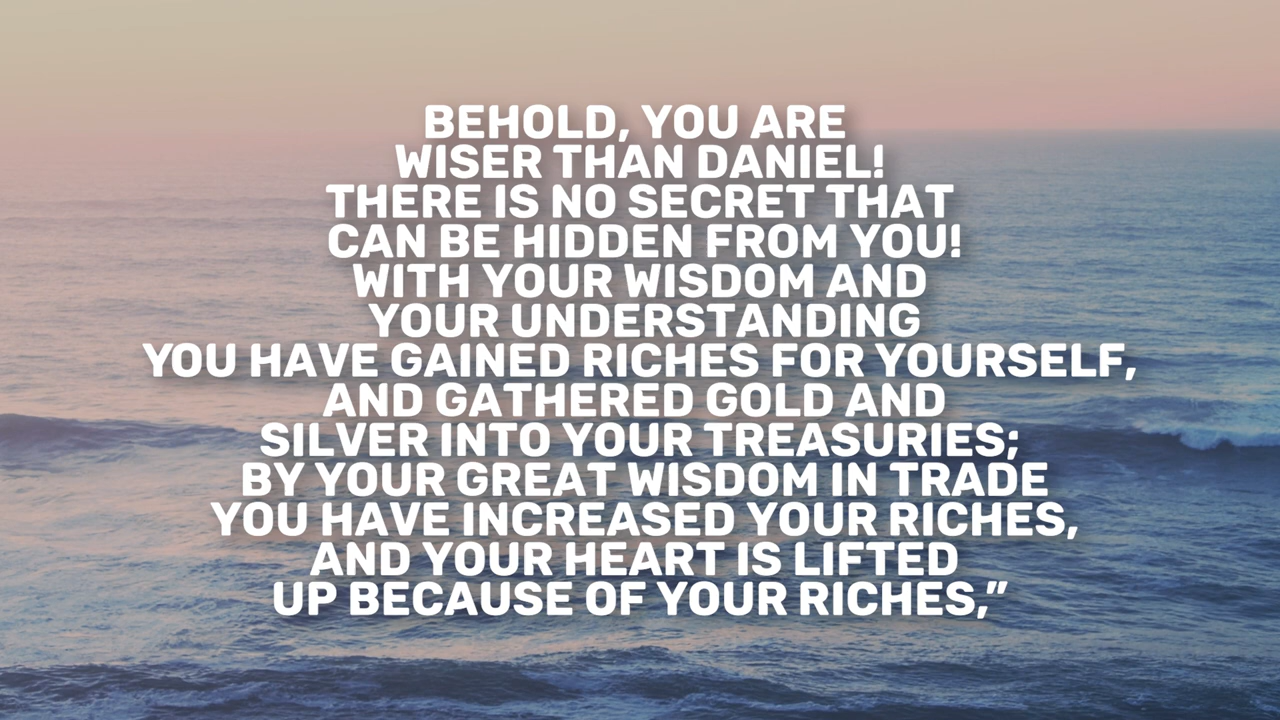 BEHOLD, YOU ARE
WISER THAN DANIEL!
THERE IS NO SECRET THAT
CAN BE HIDDEN FROM YOU!
WITH YOUR WISDOM AND
YOUR UNDERSTANDING
YOU HAVE GAINED RICHES FOR YOURSELF,
AND GATHERED GOLD AND
SILVER INTO YOUR TREASURIES;
BY YOUR GREAT WISDOM IN TRADE
YOU HAVE INCREASED YOUR RICHES,
AND YOUR HEART IS LIFTED
UP BECAUSE OF YOUR RICHES,”